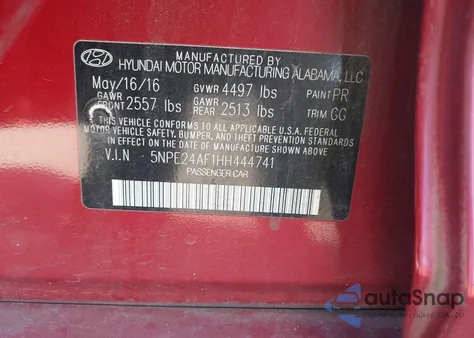 MANUFACTURED BY
HYUNDAI MOTOR MANUFACTURING ALABAMA, LLC
May/16/16 GVWR 4497 lbs PAINT PR
GAWR FRONT 2557 lbs GAWR REAR 2513 lbs TRIM GG
THIS VEHICLE CONFORMS TO ALL APPLICABLE U.S.A. FEDERAL
MOTOR VEHICLE SAFETY, BUMPER, AND THEFT PREVENTION STANDARDS
IN EFFECT ON THE DATE OF MANUFACTURE SHOWN ABOVE.
V.I.N : 5NPE24AF1HH444741
PASSENGER CAR
autoSnap